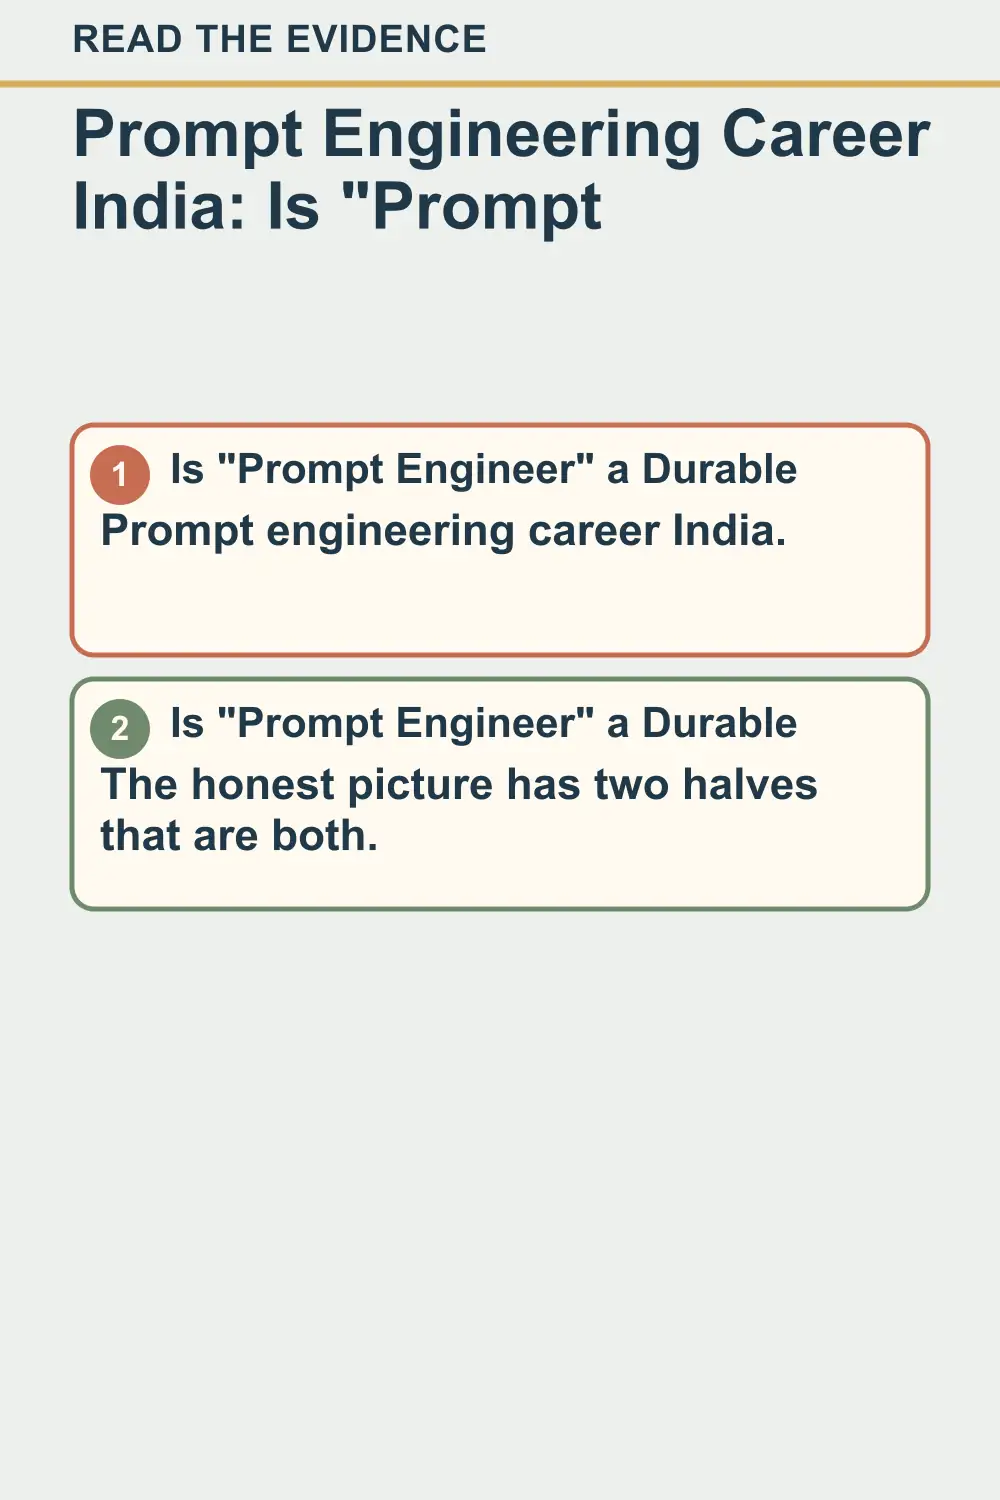 READ THE EVIDENCE
Prompt Engineering Career
India: Is "Prompt
1
Is "Prompt Engineer" a Durable
Prompt engineering career India.
2
Is "Prompt Engineer" a Durable
The honest picture has two halves
that are both.